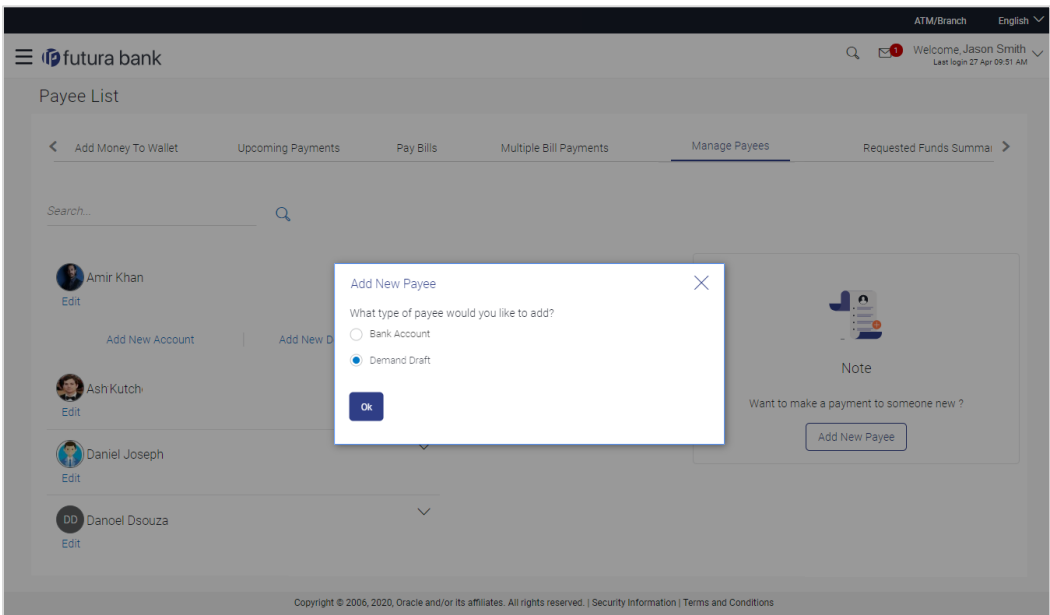 ATM/Branch English
futura bank
1
Welcome, Jason Smith
Last login 27 Apr 09:51 AM
Payee List
Add Money To Wallet Upcoming Payments Pay Bills Multiple Bill Payments Manage Payees Requested Funds Summa
Search...
Amir Khan
Edit
Add New Account Add New D
Ash Kutch
Edit
Daniel Joseph
Edit
DD Danoel Dsouza
Edit
Add New Payee
What type of payee would you like to add?
Bank Account
Demand Draft
Ok
Note
Want to make a payment to someone new ?
Add New Payee
Copyright © 2006, 2020, Oracle and/or its affiliates. All rights reserved. | Security Information | Terms and Conditions